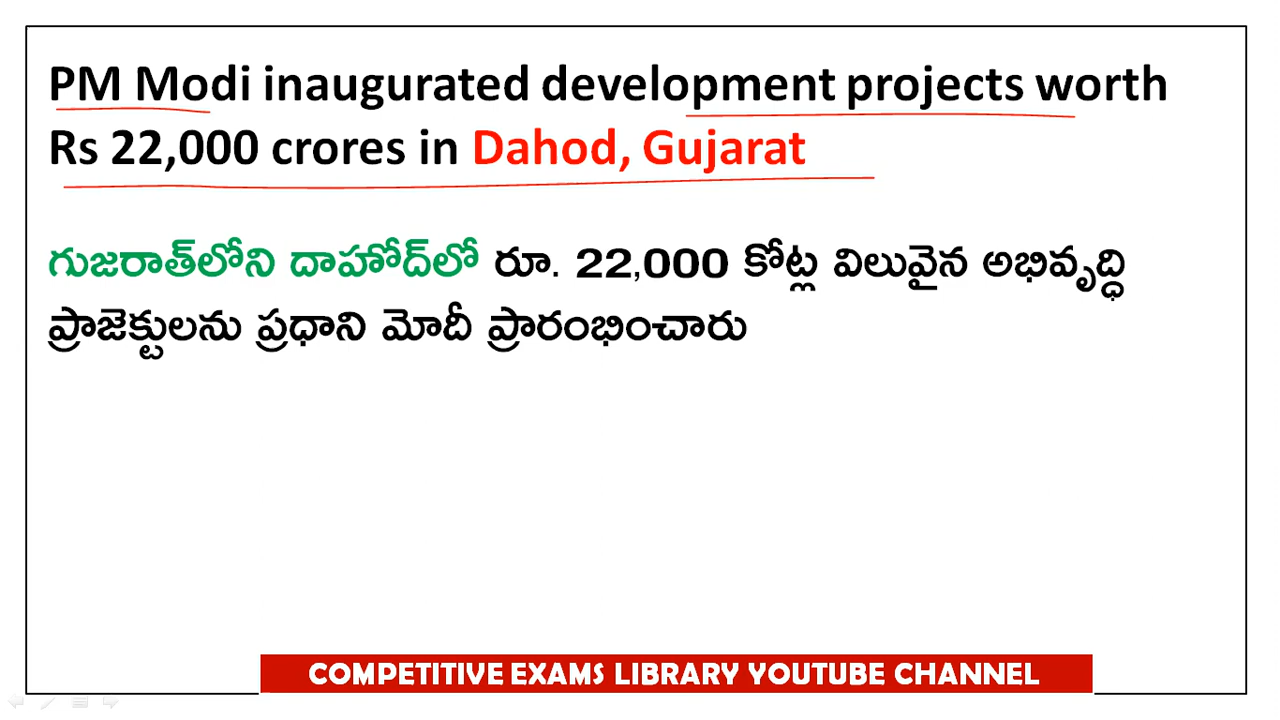 PM Modi inaugurated development projects worth
Rs 22,000 crores in Dahod, Gujarat
గుజరాత్‌లోని దాహోద్‌లో రూ. 22,000 కోట్ల విలువైన అభివృద్ధి
ప్రాజెక్టులను ప్రధాని మోదీ ప్రారంభించారు
COMPETITIVE EXAMS LIBRARY YOUTUBE CHANNEL